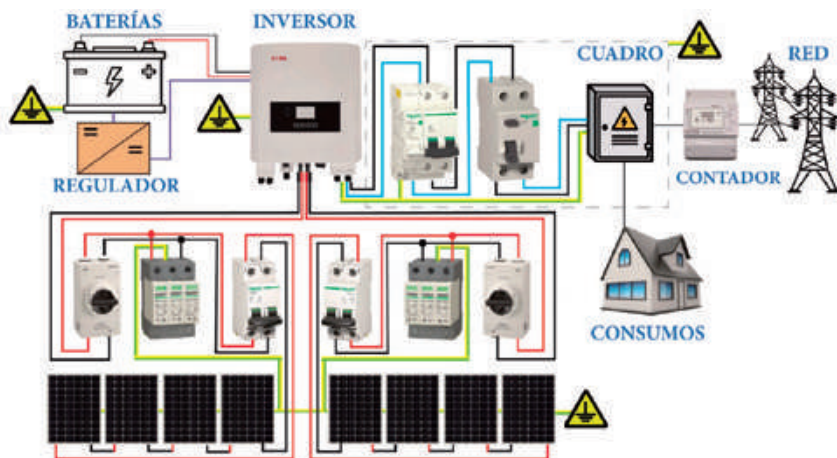 BATERÍAS
INVERSOR
CUADRO
RED
REGULADOR
CONTADOR
CONSUMOS